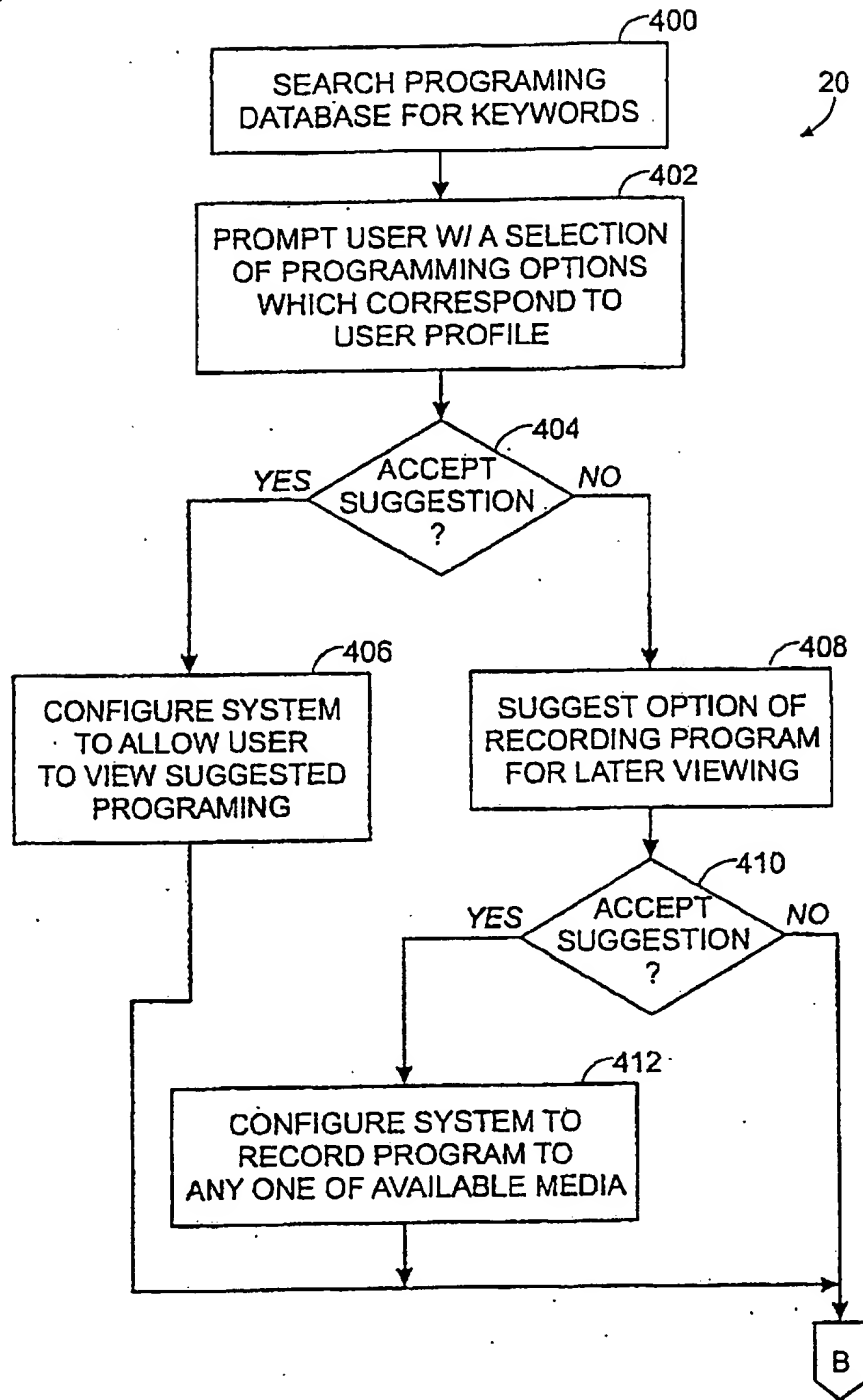 400
SEARCH PROGRAMING
DATABASE FOR KEYWORDS
20
402
PROMPT USER W/ A SELECTION
OF PROGRAMMING OPTIONS
WHICH CORRESPOND TO
USER PROFILE
404
YES
ACCEPT
SUGGESTION
?
NO
406
CONFIGURE SYSTEM
TO ALLOW USER
TO VIEW SUGGESTED
PROGRAMING
408
SUGGEST OPTION OF
RECORDING PROGRAM
FOR LATER VIEWING
410
YES
ACCEPT
SUGGESTION
?
NO
412
CONFIGURE SYSTEM TO
RECORD PROGRAM TO
ANY ONE OF AVAILABLE MEDIA
B